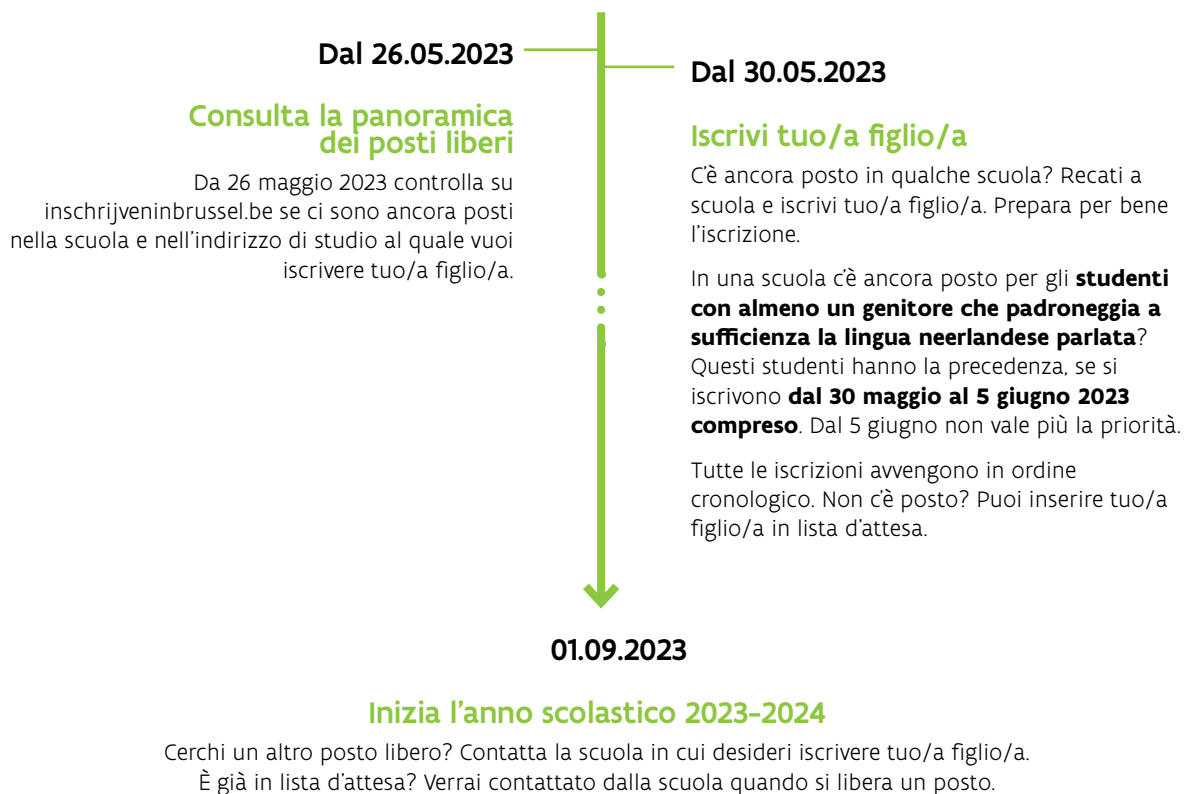 Dal 26.05.2023
Consulta la panoramica
dei posti liberi
Da 26 maggio 2023 controlla su
inschrijveninbrussel.be se ci sono ancora posti
nella scuola e nell'indirizzo di studio al quale vuoi
iscrivere tuo/a figlio/a.
Dal 30.05.2023
Iscrivi tuo/a figlio/a
C'è ancora posto in qualche scuola? Recati a
scuola e iscrivi tuo/a figlio/a. Prepara per bene
l'iscrizione.
In una scuola c'è ancora posto per gli studenti
con almeno un genitore che padroneggia a
sufficienza la lingua neerlandese parlata?
Questi studenti hanno la precedenza, se si
iscrivono dal 30 maggio al 5 giugno 2023
compreso. Dal 5 giugno non vale più la priorità.
Tutte le iscrizioni avvengono in ordine
cronologico. Non c'è posto? Puoi inserire tuo/a
figlio/a in lista d'attesa.
01.09.2023
Inizia l'anno scolastico 2023-2024
Cerchi un altro posto libero? Contatta la scuola in cui desideri iscrivere tuo/a figlio/a.
È già in lista d'attesa? Verrai contattato dalla scuola quando si libera un posto.